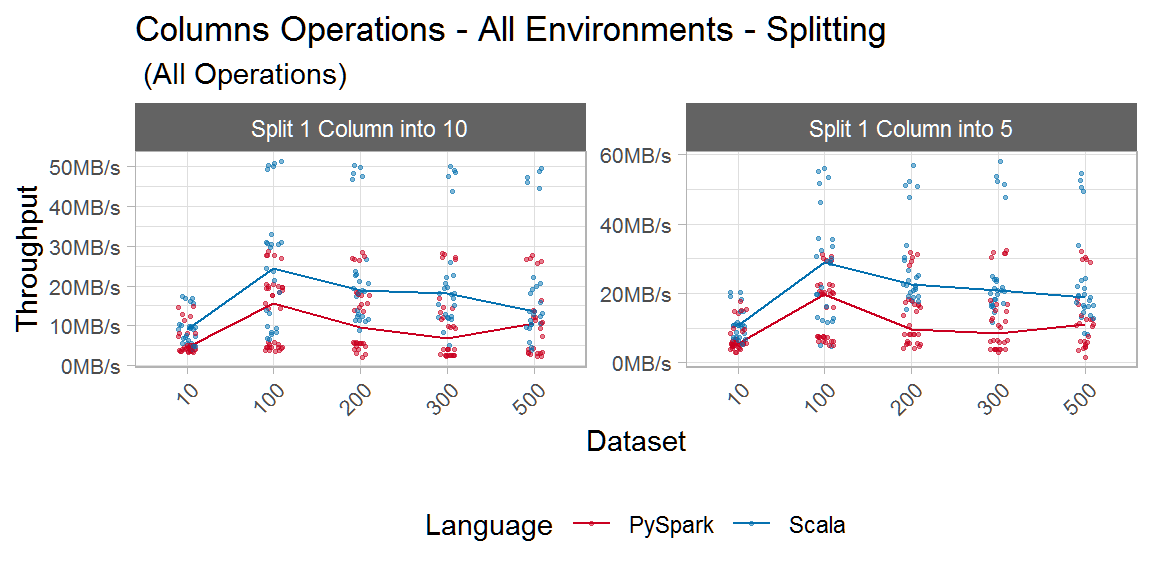 Columns Operations - All Environments - Splitting
(All Operations)
Split 1 Column into 10
Split 1 Column into 5
Throughput
50MB/s
40MB/s
30MB/s
20MB/s
10MB/s
0MB/s
60MB/s
40MB/s
20MB/s
0MB/s
10 100 200 300 500
10 100 200 300 500
Dataset
Language PySpark Scala